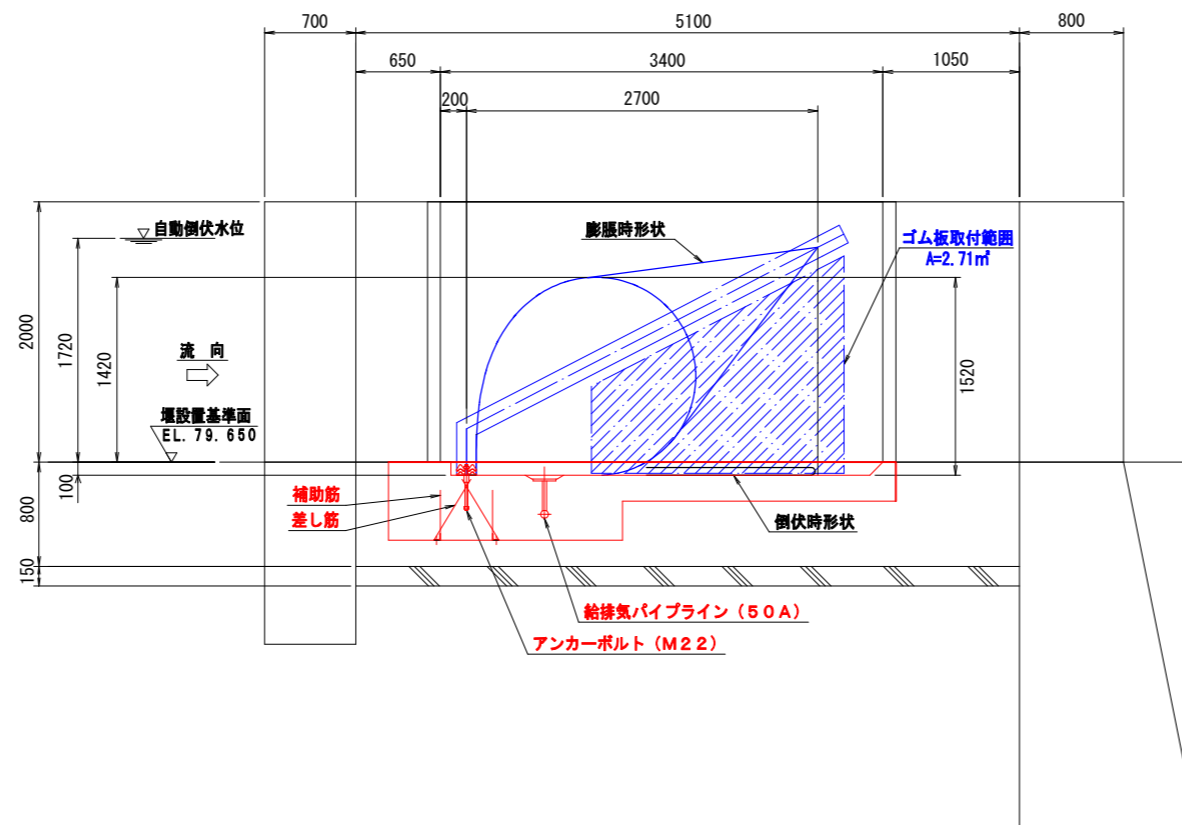 700
5100
800
650
3400
1050
200
2700
自動倒伏水位
膨脹時形状
ゴム板取付範囲
A=2.71㎡
2000
1720
1420
流 向
1520
堰設置基準面
EL. 79.650
100
800
補助筋
差し筋
倒伏時形状
150
給排気パイプライン（５０Ａ）
アンカーボルト（Ｍ２２）